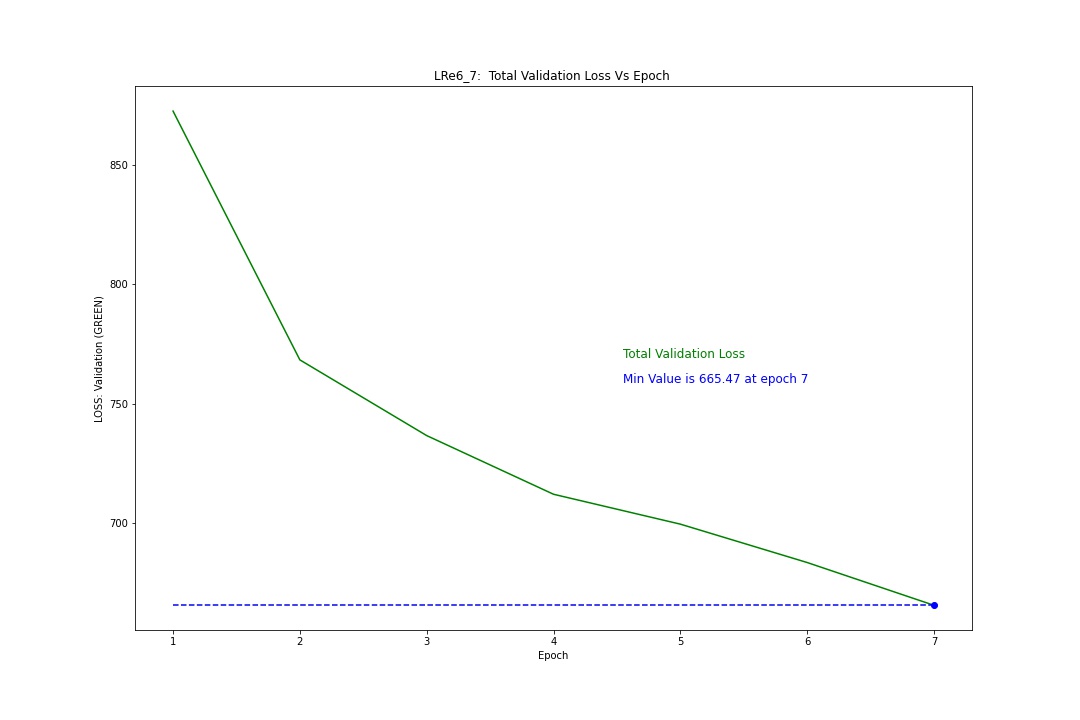 LRe6_7:  Total Validation Loss Vs Epoch
LOSS: Validation (GREEN)
850
800
750
700
Total Validation Loss
Min Value is 665.47 at epoch 7
1 2 3 4 5 6 7
Epoch